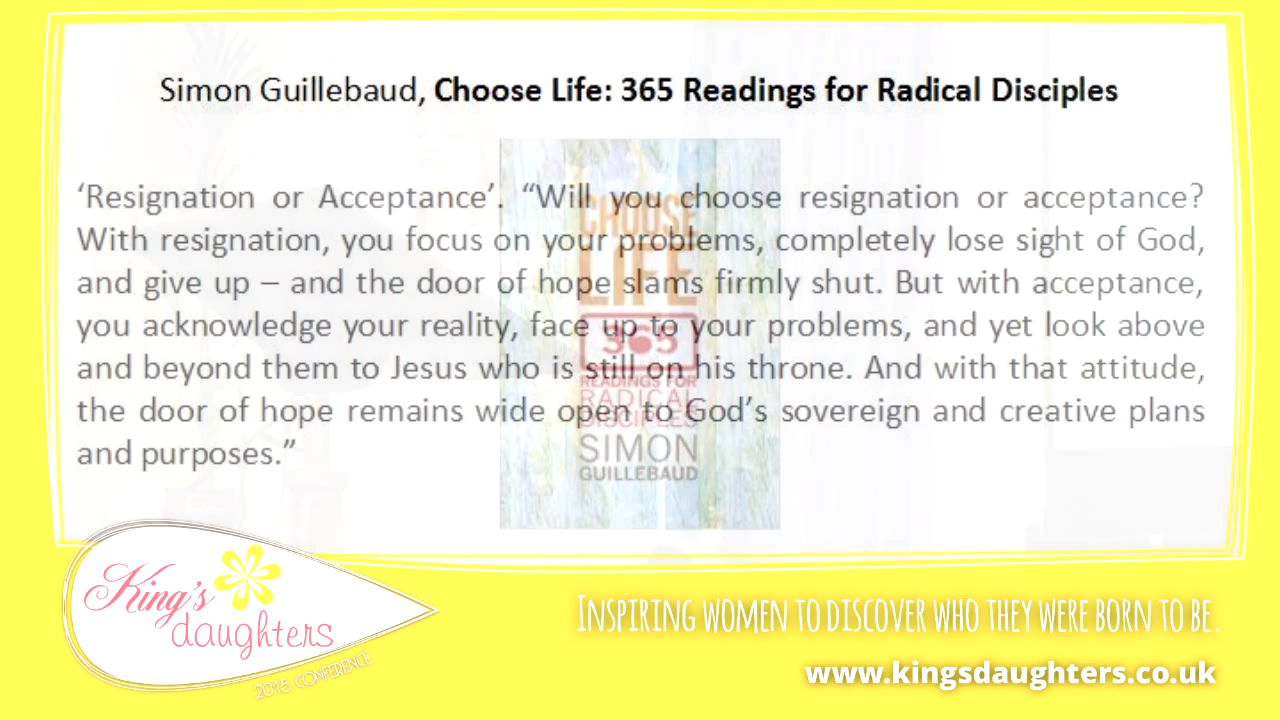 Simon Guillebaud, Choose Life: 365 Readings for Radical Disciples
‘Resignation or Acceptance’. “Will you choose resignation or acceptance?
With resignation, you focus on your problems, completely lose sight of God,
and give up – and the door of hope slams firmly shut. But with acceptance,
you acknowledge your reality, face up to your problems, and yet look above
and beyond them to Jesus who is still on his throne. And with that attitude,
the door of hope remains wide open to God’s sovereign and creative plans
and purposes.”
CHOOSE
LIFE
365
READINGS FOR
RADICAL
DISCIPLES
SIMON
GUILLEBAUD
King's
daughters
2015 CONFERENCE
INSPIRING WOMEN TO DISCOVER WHO THEY WERE BORN TO BE.
www.kingsdaughters.co.uk